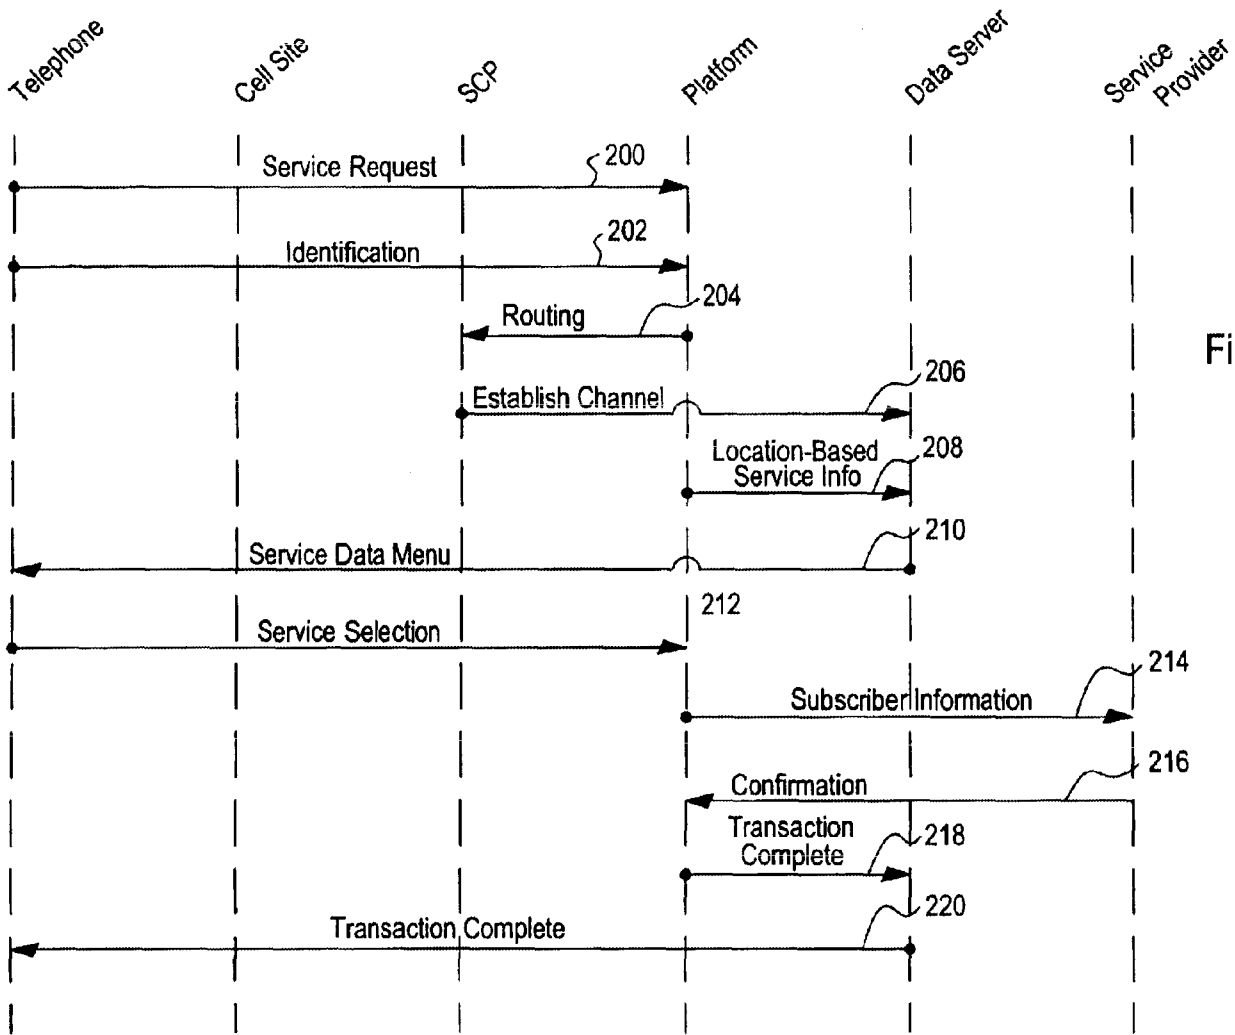 Telephone
Cell Site
SCP
Platform
Data Server
Service
Provider
Service Request
200
Identification
202
Routing
204
Fi
Establish Channel
206
Location-Based
Service Info
208
Service Data Menu
210
212
Service Selection
Subscriber Information
214
Confirmation
216
Transaction
Complete
218
Transaction Complete
220